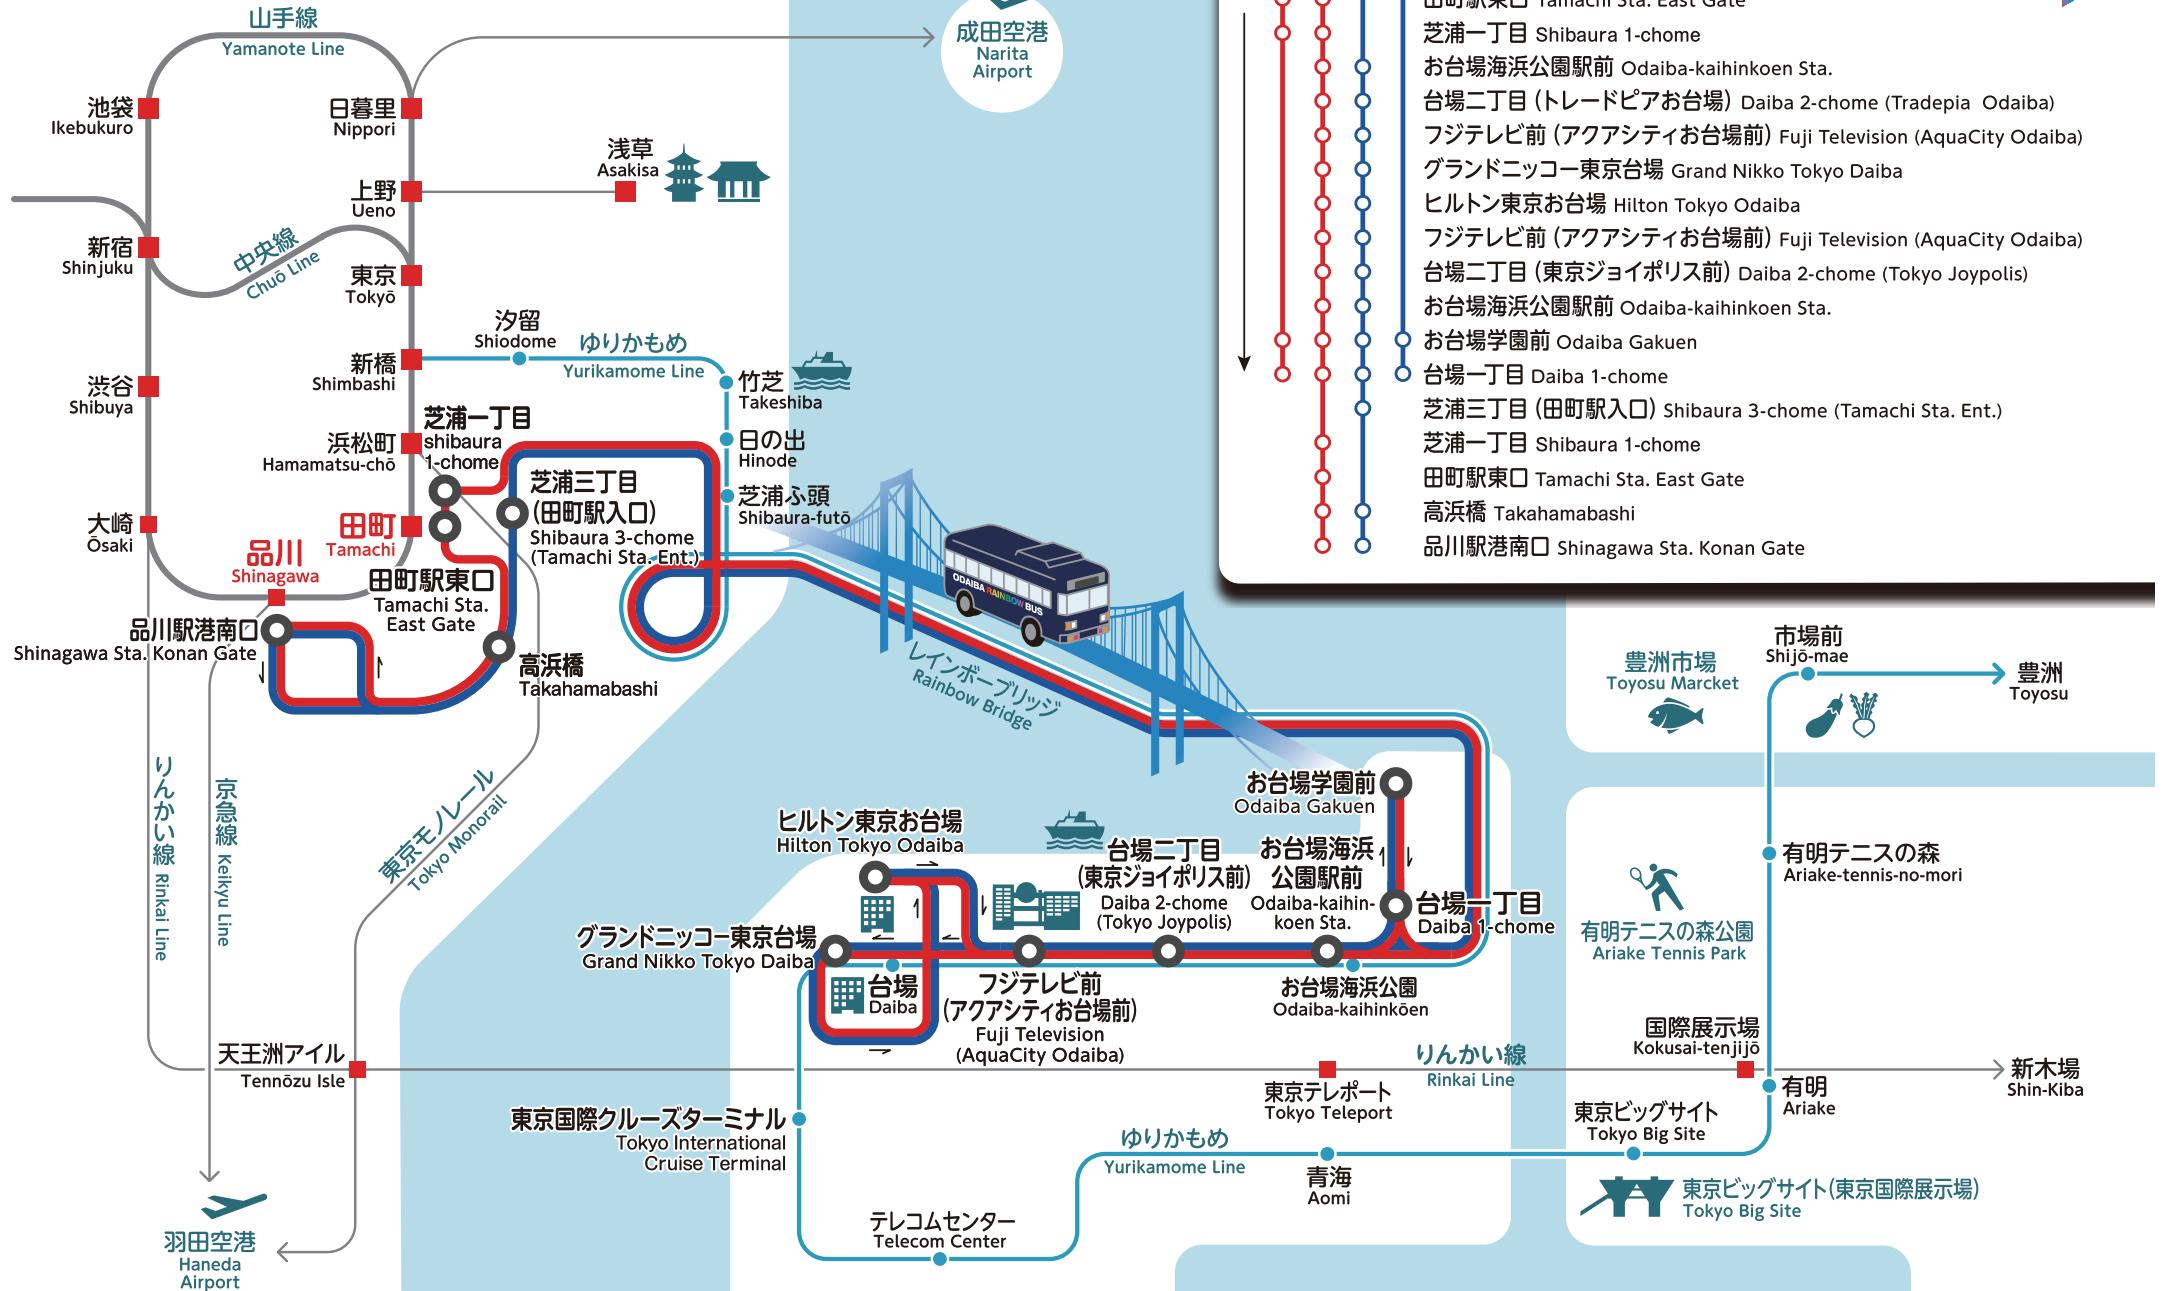 山手線
Yamanote Line
池袋
Ikebukuro
日暮里
Nippori
成田空港
Narita
Airport
浅草
Asakisa
上野
Ueno
新宿
Shinjuku
中央線
Chuō Line
東京
Tokyō
汐留
Shiodome
ゆりかもめ
Yurikamome Line
新橋
Shimbashi
竹芝
Takeshiba
渋谷
Shibuya
浜松町
Hamamatsu-chō
芝浦一丁目
shibaura
1-chome
日の出
Hinode
芝浦三丁目
(田町駅入口)
Shibaura 3-chome
(Tamachi Sta. Ent.)
芝浦ふ頭
Shibaura-futō
大崎
Ōsaki
田町
Tamachi
品川
Shinagawa
田町駅東口
Tamachi Sta.
East Gate
品川駅港南口
Shinagawa Sta. Konan Gate
高浜橋
Takahamabashi
ODAIBA RAINBOW BUS
レインボーブリッジ
Rainbow Bridge
田町駅東口 Tamachi Sta. East Gate
芝浦一丁目 Shibaura 1-chome
お台場海浜公園駅前 Odaiba-kaihinkoen Sta.
台場二丁目（トレードピアお台場）Daiba 2-chome (Tradepia Odaiba)
フジテレビ前（アクアシティお台場前）Fuji Television (AquaCity Odaiba)
グランドニッコー東京台場 Grand Nikko Tokyo Daiba
ヒルトン東京お台場 Hilton Tokyo Odaiba
フジテレビ前（アクアシティお台場前）Fuji Television (AquaCity Odaiba)
台場二丁目（東京ジョイポリス前）Daiba 2-chome (Tokyo Joypolis)
お台場海浜公園駅前 Odaiba-kaihinkoen Sta.
お台場学園前 Odaiba Gakuen
台場一丁目 Daiba 1-chome
芝浦三丁目（田町駅入口）Shibaura 3-chome (Tamachi Sta. Ent.)
芝浦一丁目 Shibaura 1-chome
田町駅東口 Tamachi Sta. East Gate
高浜橋 Takahamabashi
品川駅港南口 Shinagawa Sta. Konan Gate
豊洲市場
Toyosu Marcket
市場前
Shijō-mae
豊洲
Toyosu
りんかい線 Rinkai Line
京急線 Keikyu Line
東京モノレール
Tokyo Monorail
お台場学園前
Odaiba Gakuen
ヒルトン東京お台場
Hilton Tokyo Odaiba
台場二丁目
(東京ジョイポリス前)
Daiba 2-chome
(Tokyo Joypolis)
お台場海浜
公園駅前
Odaiba-kaihin-
koen Sta.
台場一丁目
Daiba 1-chome
有明テニスの森
Ariake-tennis-no-mori
有明テニスの森公園
Ariake Tennis Park
グランドニッコー東京台場
Grand Nikko Tokyo Daiba
台場
Daiba
フジテレビ前
(アクアシティお台場前)
Fuji Television
(AquaCity Odaiba)
お台場海浜公園
Odaiba-kaihinkōen
天王洲アイル
Tennōzu Isle
東京テレポート
Tokyo Teleport
りんかい線
Rinkai Line
国際展示場
Kokusai-tenjijō
新木場
Shin-Kiba
有明
Ariake
東京国際クルーズターミナル
Tokyo International
Cruise Terminal
ゆりかもめ
Yurikamome Line
青海
Aomi
東京ビッグサイト
Tokyo Big Site
東京ビッグサイト(東京国際展示場)
Tokyo Big Site
テレコムセンター
Telecom Center
羽田空港
Haneda
Airport